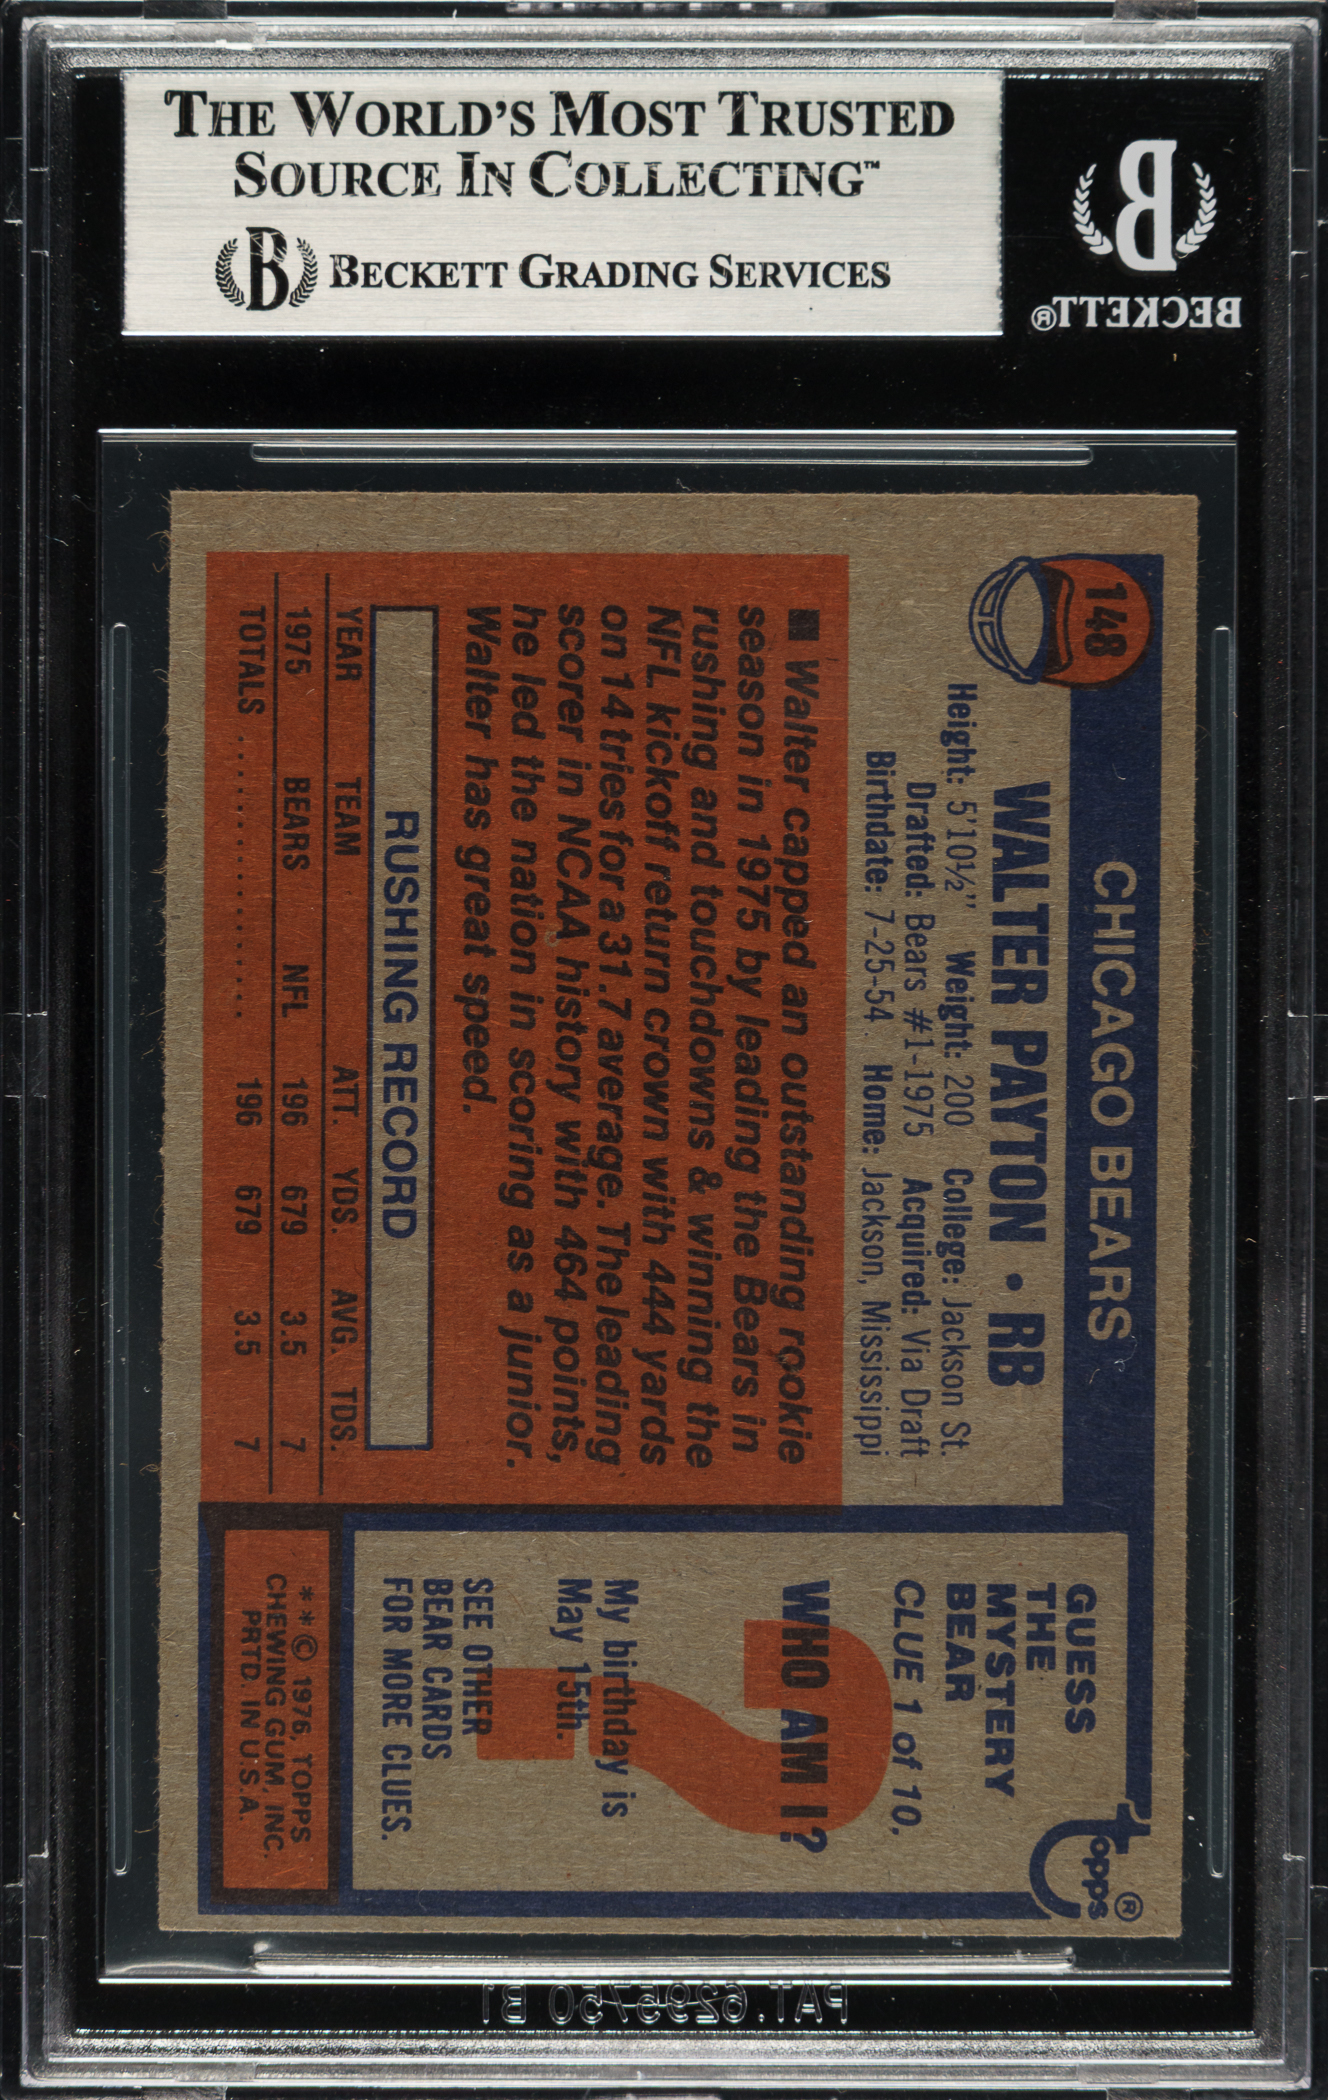 THE WORLD'S MOST TRUSTED
SOURCE IN COLLECTING™
B BECKETT GRADING SERVICES
B
BECKETT®
148
CHICAGO BEARS
WALTER PAYTON • RB
Height: 5'10½" Weight: 200 College: Jackson St.
Drafted: Bears #1-1975 Acquired: Via Draft
Birthdate: 7-25-54 Home: Jackson, Mississippi
■ Walter capped an outstanding rookie
season in 1975 by leading the Bears in
rushing and touchdowns & winning the
NFL kickoff return crown with 444 yards
on 14 tries for a 31.7 average. The leading
scorer in NCAA history with 464 points,
he led the nation in scoring as a junior.
Walter has great speed.
RUSHING RECORD
YEAR TEAM ATT. YDS. AVG. TDS.
1975 BEARS NFL 196 679 3.5 7
TOTALS .................... 196 679 3.5 7
topps®
GUESS
THE
MYSTERY
BEAR
CLUE 1 of 10.
WHO AM I?
?
My birthday is
May 15th.
SEE OTHER
BEAR CARDS
FOR MORE CLUES.
**© 1976, TOPPS
CHEWING GUM, INC.
PRTD. IN U.S.A.
PAT. 6295750 B1